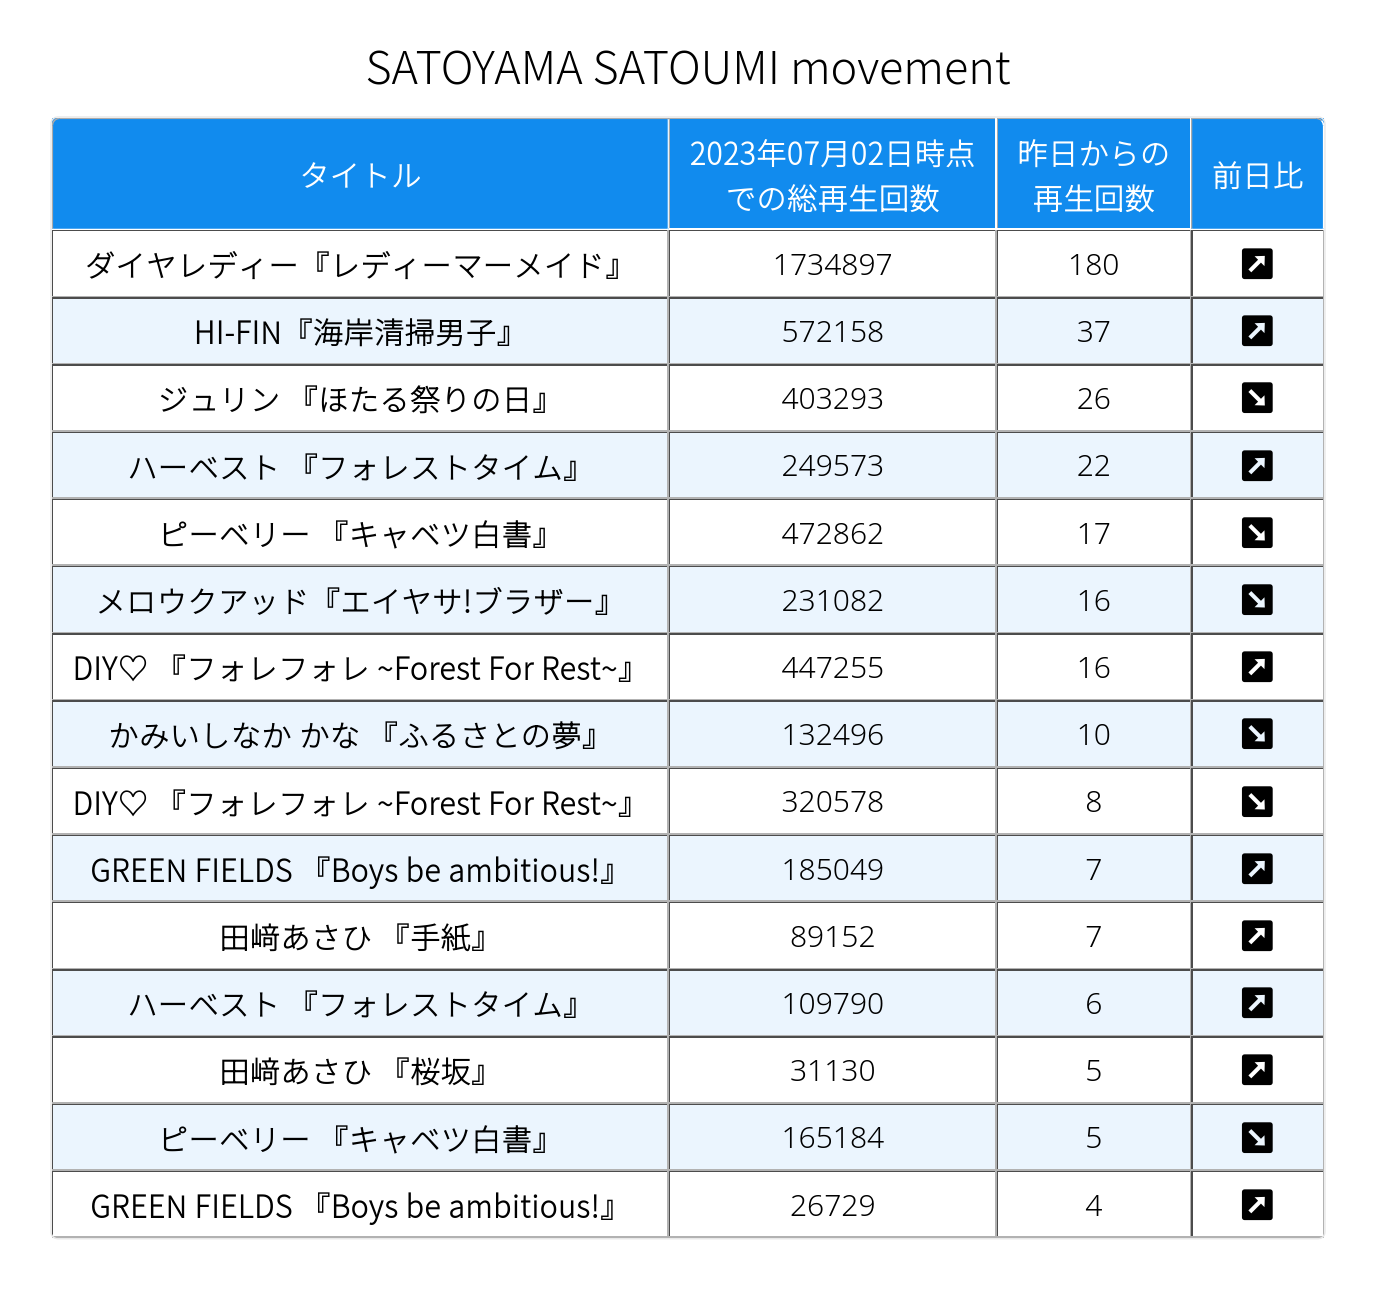 SATOYAMA SATOUMI movement
タイトル 2023年07月02日時点での総再生回数 昨日からの再生回数 前日比
ダイヤレディー『レディーマーメイド』 1734897 180
HI-FIN『海岸清掃男子』 572158 37
ジュリン 『ほたる祭りの日』 403293 26
ハーベスト 『フォレストタイム』 249573 22
ピーベリー 『キャベツ白書』 472862 17
メロウクアッド『エイヤサ!ブラザー』 231082 16
DIY♡ 『フォレフォレ ~Forest For Rest~』 447255 16
かみいしなか かな 『ふるさとの夢』 132496 10
DIY♡ 『フォレフォレ ~Forest For Rest~』 320578 8
GREEN FIELDS 『Boys be ambitious!』 185049 7
田﨑あさひ 『手紙』 89152 7
ハーベスト 『フォレストタイム』 109790 6
田﨑あさひ 『桜坂』 31130 5
ピーベリー 『キャベツ白書』 165184 5
GREEN FIELDS 『Boys be ambitious!』 26729 4